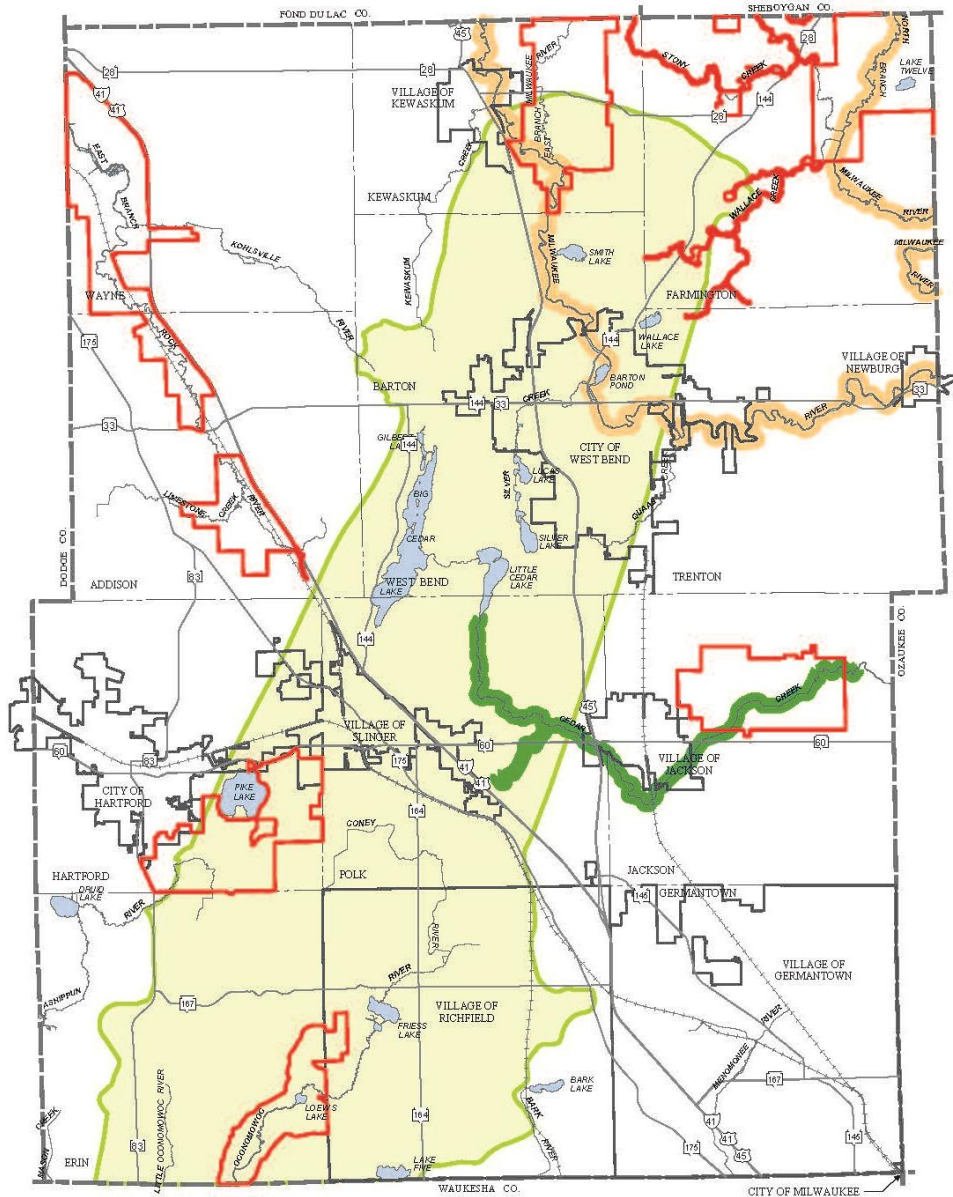 FOND DU LAC CO.
SHEBOYGAN CO.
45
28
28
28
41
41
STONY
CREEK
NORTH
BRANCH
LAKE
TWELVE
RIVER
MILWAUKEE
BRANCH
EAST
VILLAGE OF
KEWASKUM
144
28
EAST
BRANCH
CREEK
KEWASKUM
WALLACE
CREEK
MILWAUKEE
RIVER
MILWAUKEE
RIVER
KOHLSVILLE
RIVER
KEWASKUM
MILWAUKEE
SMITH
LAKE
WAYNE
ROCK
FARMINGTON
175
144
WALLACE
LAKE
BARTON
BARTON
POND
VILLAGE OF
NEWBURG
33
144
33
CREEK
RIVER
33
GILBERT
144
CITY OF
WEST BEND
BIG
CEDAR
LAKE
SILVER
LUCAS
LAKE
QUAAS
CREEK
SILVER
LAKE
LIMESTONE
CREEK
RIVER
DODGE CO.
83
ADDISON
WEST BEND
LITTLE
CEDAR
LAKE
TRENTON
OZAUKEE CO.
144
45
CEDAR
CREEK
60
83
VILLAGE OF
SLINGER
60
175
41
41
VILLAGE OF
JACKSON
60
CITY OF
HARTFORD
PIKE
LAKE
164
CONEY
RIVER
HARTFORD
DRUID
LAKE
RIVER
POLK
JACKSON
GERMANTOWN
145
ASHIPPUN
RIVER
VILLAGE OF
GERMANTOWN
167
VILLAGE OF
RICHFIELD
FRIESS
LAKE
MENOMONEE
RIVER
BARK
LAKE
167
LOEWS
LAKE
OCONOMOWOC
164
BARK
RIVER
LITTLE OCONOMOWOC RIVER
83
MASON
CREEK
ERIN
LAKE
FIVE
175
41
41
45
145
WAUKESHA CO.
CITY OF MILWAUKEE